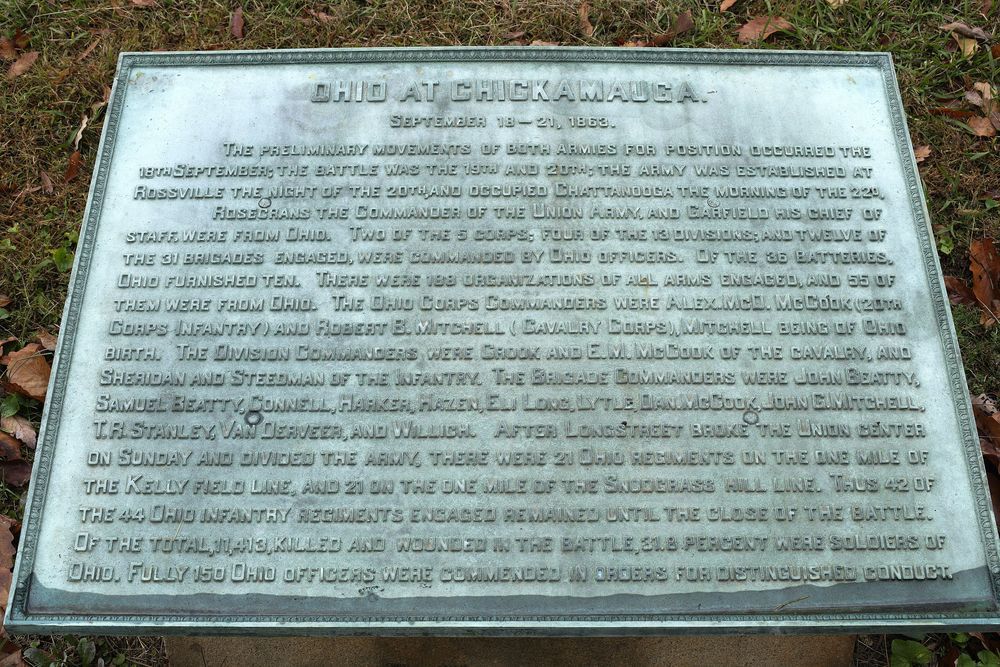 OHIO AT CHICKAMAUGA.
SEPTEMBER 18–21, 1863.
THE PRELIMINARY MOVEMENTS OF BOTH ARMIES FOR POSITION OCCURRED THE
18TH SEPTEMBER; THE BATTLE WAS THE 19TH AND 20TH; THE ARMY WAS ESTABLISHED AT
ROSSVILLE THE NIGHT OF THE 20TH, AND OCCUPIED CHATTANOOGA THE MORNING OF THE 22D.
ROSECRANS THE COMMANDER OF THE UNION ARMY, AND GARFIELD HIS CHIEF OF
STAFF, WERE FROM OHIO. TWO OF THE 5 CORPS; FOUR OF THE 13 DIVISIONS; AND TWELVE OF
THE 31 BRIGADES ENGAGED, WERE COMMANDED BY OHIO OFFICERS. OF THE 36 BATTERIES,
OHIO FURNISHED TEN. THERE WERE 183 ORGANIZATIONS OF ALL ARMS ENGAGED, AND 55 OF
THEM WERE FROM OHIO. THE OHIO CORPS COMMANDERS WERE ALEX. MCD. MCCOOK (20TH
CORPS INFANTRY) AND ROBERT B. MITCHELL (CAVALRY CORPS), MITCHELL BEING OF OHIO
BIRTH. THE DIVISION COMMANDERS WERE CROOK AND E.M. MCCOOK OF THE CAVALRY, AND
SHERIDAN AND STEEDMAN OF THE INFANTRY. THE BRIGADE COMMANDERS WERE JOHN BEATTY,
SAMUEL BEATTY, CONNELL, HARKER, HAZEN, ELI LONG, LYTLE, DAN. MCCOOK, JOHN G. MITCHELL,
T.R. STANLEY, VAN DERVEER, AND WILLICH. AFTER LONGSTREET BROKE THE UNION CENTER
ON SUNDAY AND DIVIDED THE ARMY, THERE WERE 21 OHIO REGIMENTS ON THE ONE MILE OF
THE KELLY FIELD LINE, AND 21 ON THE ONE MILE OF THE SNODGRASS HILL LINE. THUS 42 OF
THE 44 OHIO INFANTRY REGIMENTS ENGAGED REMAINED UNTIL THE CLOSE OF THE BATTLE.
OF THE TOTAL, 11,413, KILLED AND WOUNDED IN THE BATTLE, 31.8 PERCENT WERE SOLDIERS OF
OHIO. FULLY 150 OHIO OFFICERS WERE COMMENDED IN ORDERS FOR DISTINGUISHED CONDUCT.